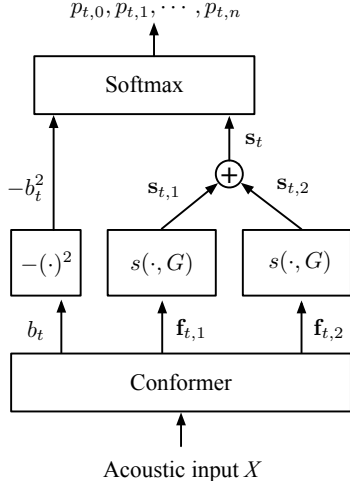 p_{t,0}, p_{t,1}, ⋯ , p_{t,n}
Softmax
s_t
−b_t^2
s_{t,1} + s_{t,2}
−(·)^2 s(·, G) s(·, G)
b_t f_{t,1} f_{t,2}
Conformer
Acoustic input X